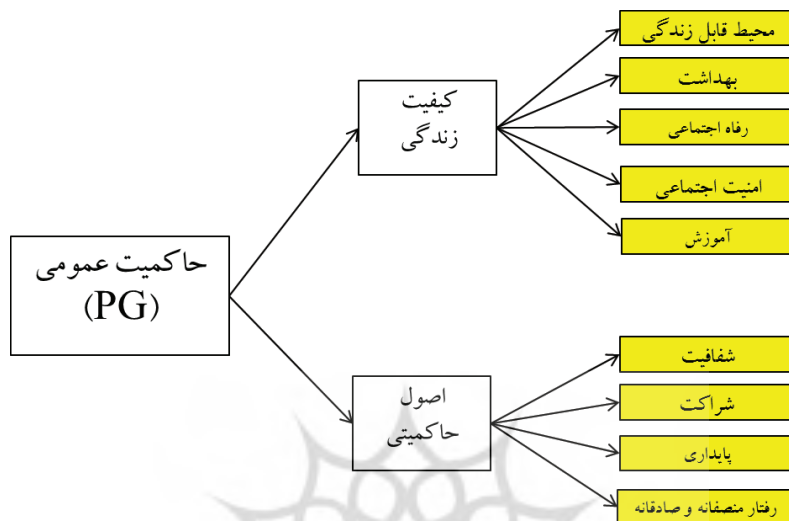 حاکمیت عمومی
(PG)
کیفیت
زندگی
محیط قابل زندگی
بهداشت
رفاه اجتماعی
امنیت اجتماعی
آموزش
اصول
حاکمیتی
شفافیت
شراکت
پایداری
رفتار منصفانه و صادقانه